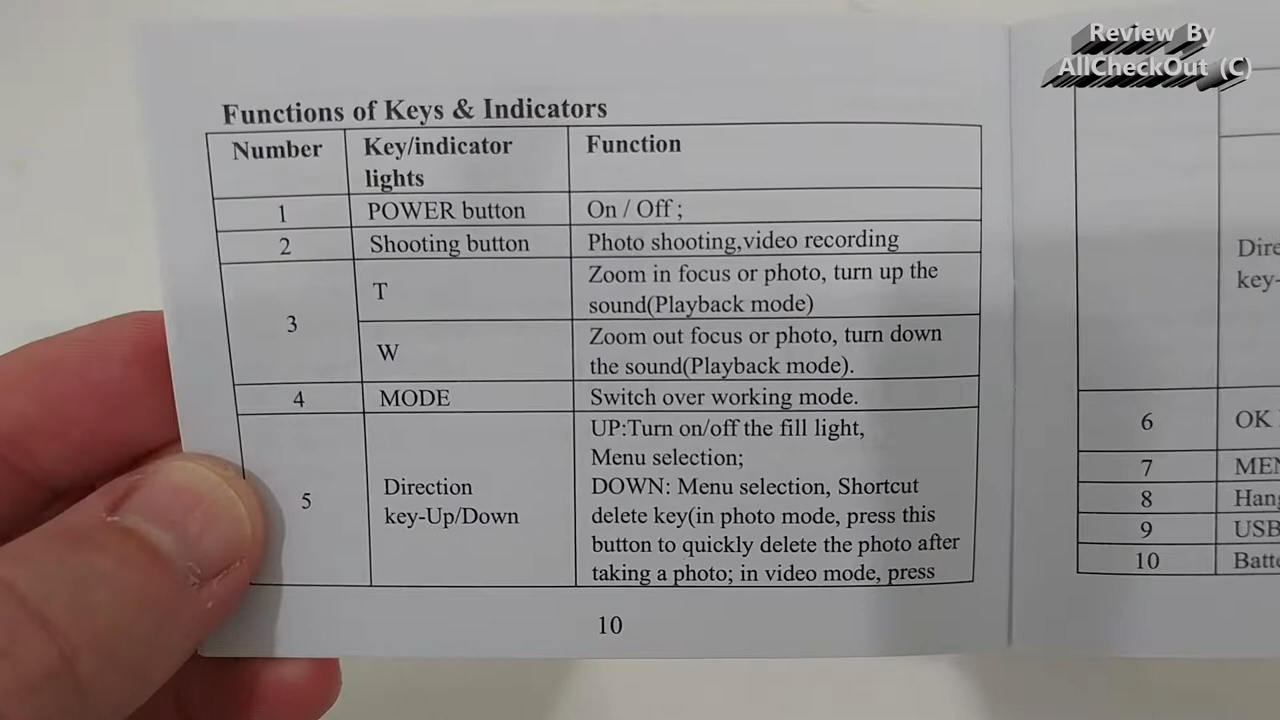 Review By
AllCheckOut (C)
Functions of Keys & Indicators
Number
Key/indicator
lights
Function
1
POWER button
On / Off ;
2
Shooting button
Photo shooting,video recording
3
T
Zoom in focus or photo, turn up the
sound(Playback mode)
W
Zoom out focus or photo, turn down
the sound(Playback mode).
4
MODE
Switch over working mode.
5
Direction
key-Up/Down
UP:Turn on/off the fill light,
Menu selection;
DOWN: Menu selection, Shortcut
delete key(in photo mode, press this
button to quickly delete the photo after
taking a photo; in video mode, press
10
key-
6
OK
7
8
9
USB
10